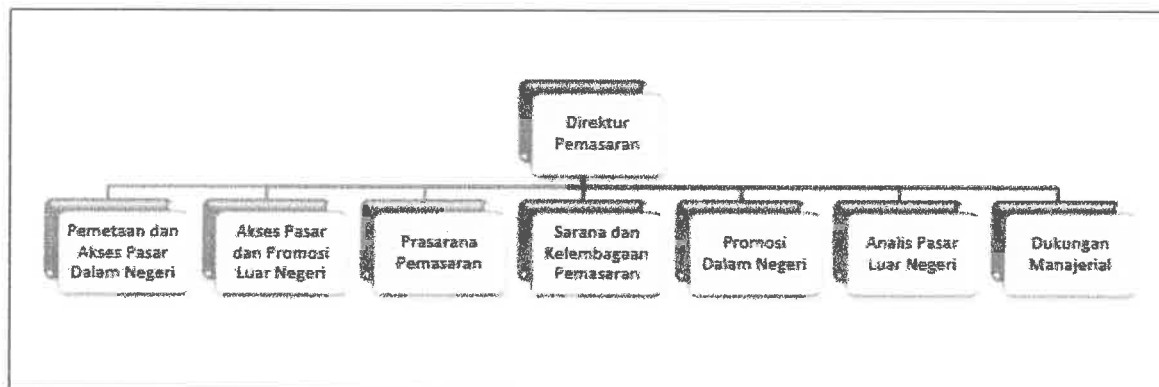 Direktur
Pemasaran
Pemetaan dan
Akses Pasar
Dalam Negeri
Akses Pasar
dan Promosi
Luar Negeri
Prasarana
Pemasaran
Sarana dan
Kelembagaan
Pemasaran
Promosi
Dalam Negeri
Analis Pasar
Luar Negeri
Dukungan
Manajerial